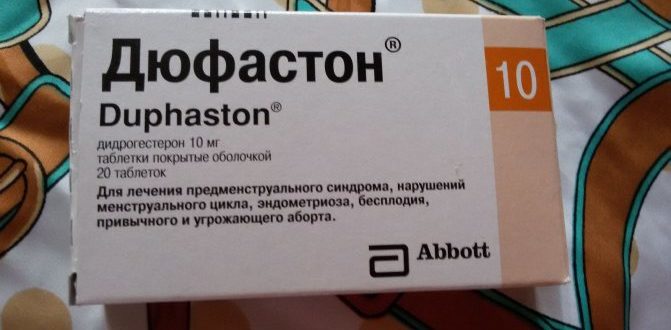 Дюфастон®
Duphaston®
10
дидрогестерон 10 мг
таблетки покрытые оболочкой
20 таблеток
Для лечения предменструального синдрома, нарушений
менструального цикла, эндометриоза, бесплодия,
привычного и угрожающего аборта.
Abbott